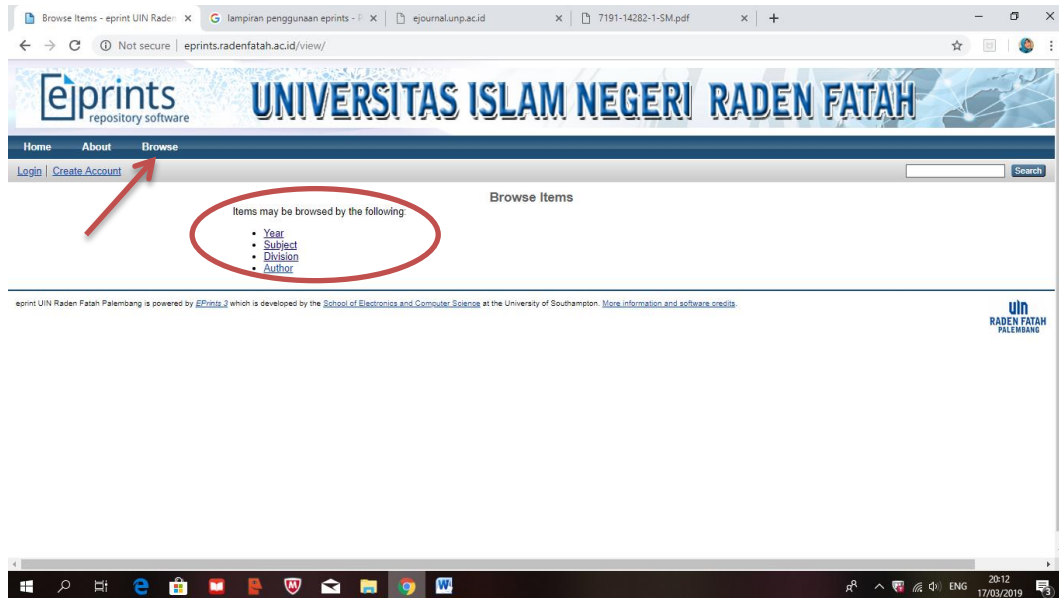 Browse Items - eprint UIN Raden
lampiran penggunaan eprints - P
ejournal.unp.ac.id
7191-14282-1-SM.pdf
Not secure | eprints.radenfatah.ac.id/view/
eprints
repository software
UNIVERSITAS ISLAM NEGERI RADEN FATAH
Home About Browse
Login | Create Account
Search
Browse Items
Items may be browsed by the following:
• Year
• Subject
• Division
• Author
eprint UIN Raden Fatah Palembang is powered by EPrints 3 which is developed by the School of Electronics and Computer Science at the University of Southampton. More information and software credits.
uin
RADEN FATAH
PALEMBANG
ENG
20:12
17/03/2019
3